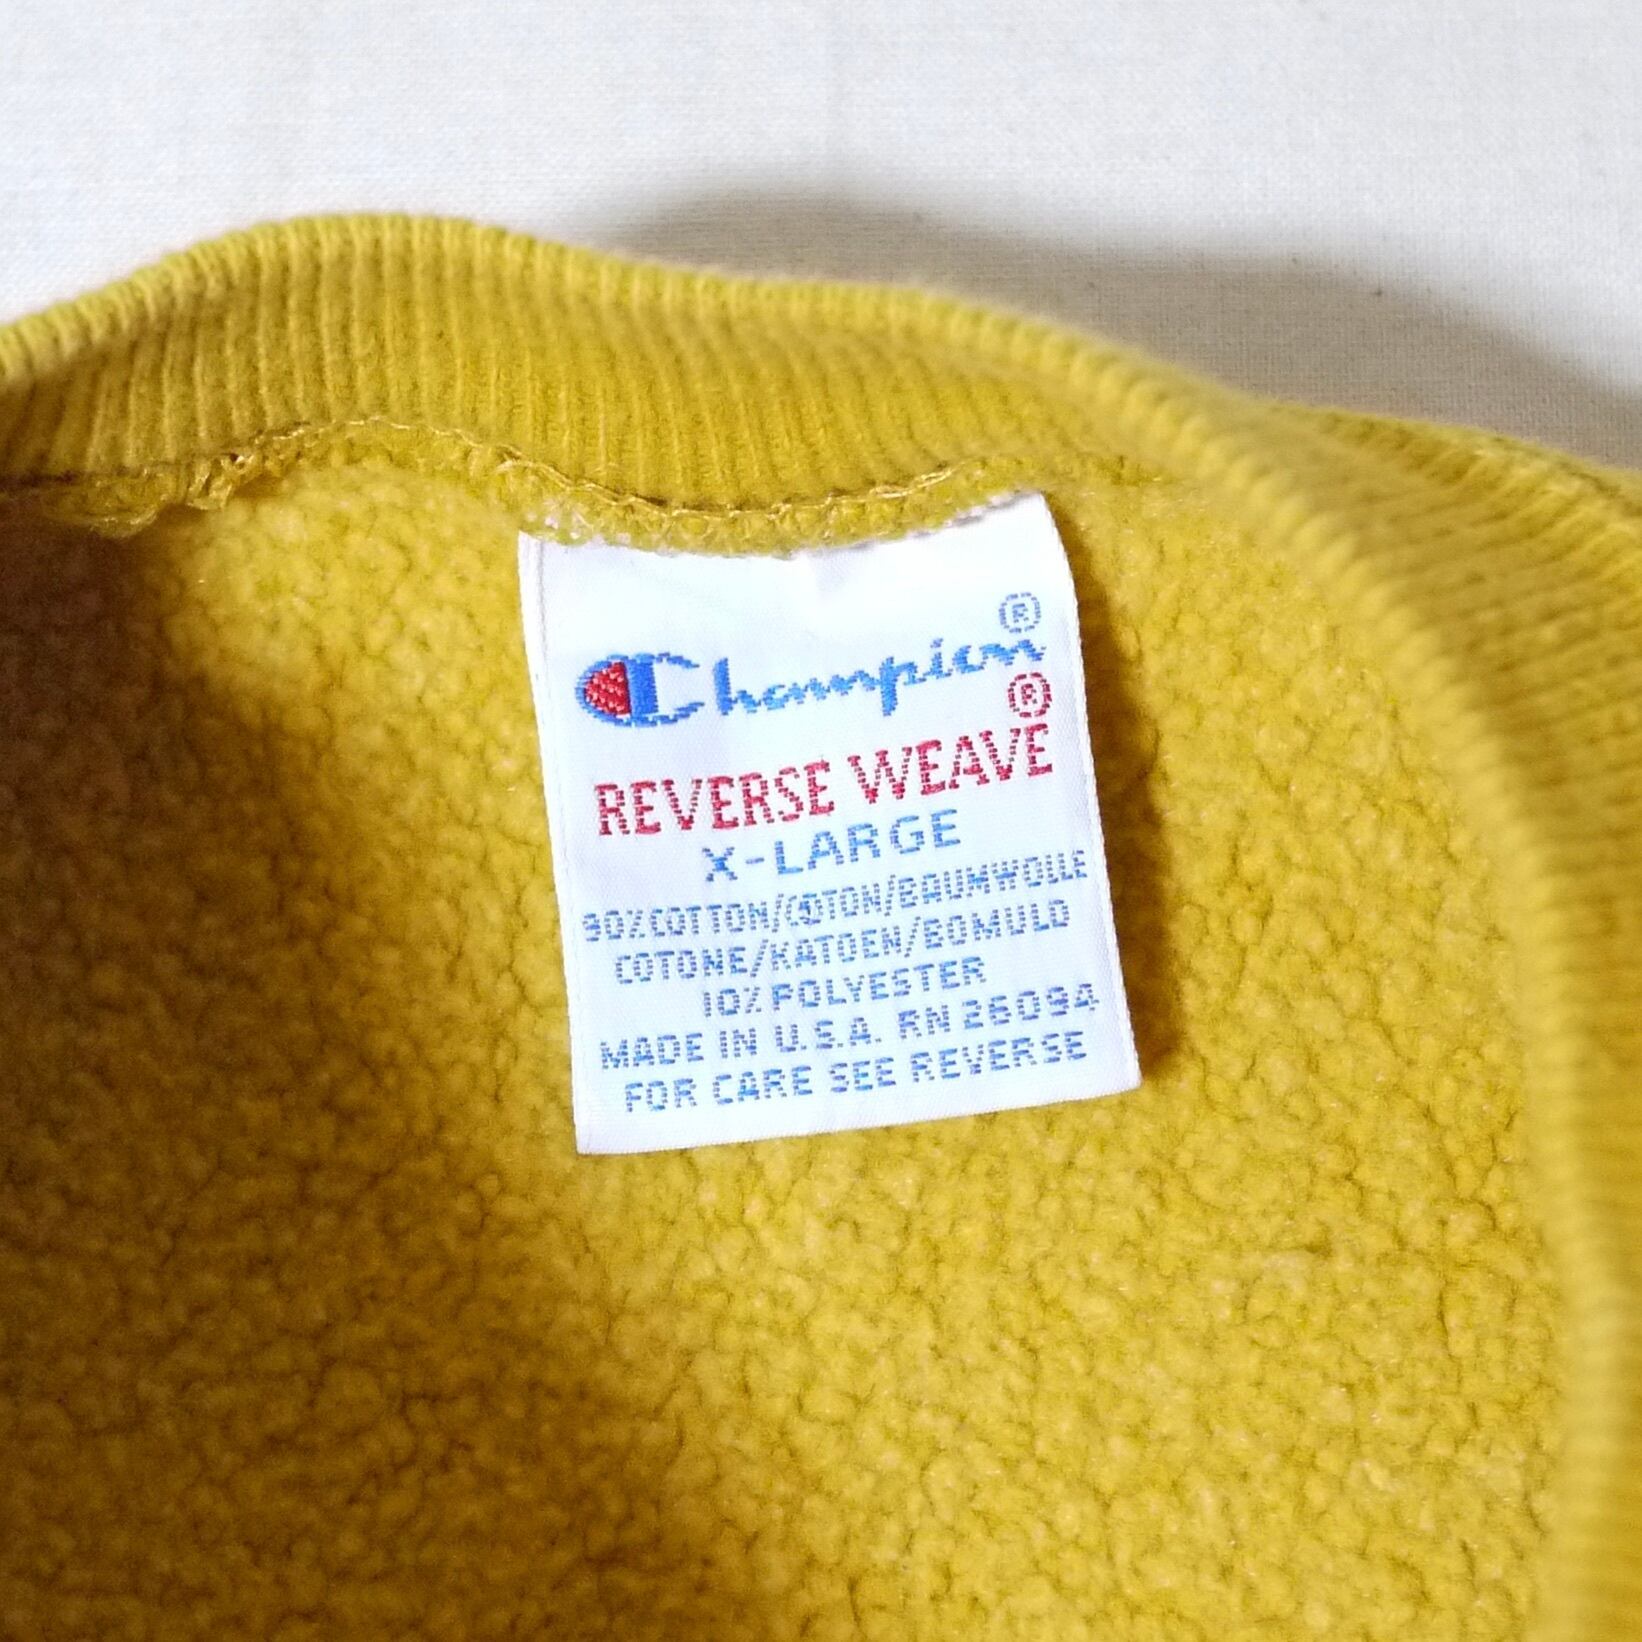 Champion®
REVERSE WEAVE®
X-LARGE
90% COTTON/COTON/BAUMWOLLE
COTONE/KATOEN/BOMULD
10% POLYESTER
MADE IN U.S.A. RN 26094
FOR CARE SEE REVERSE